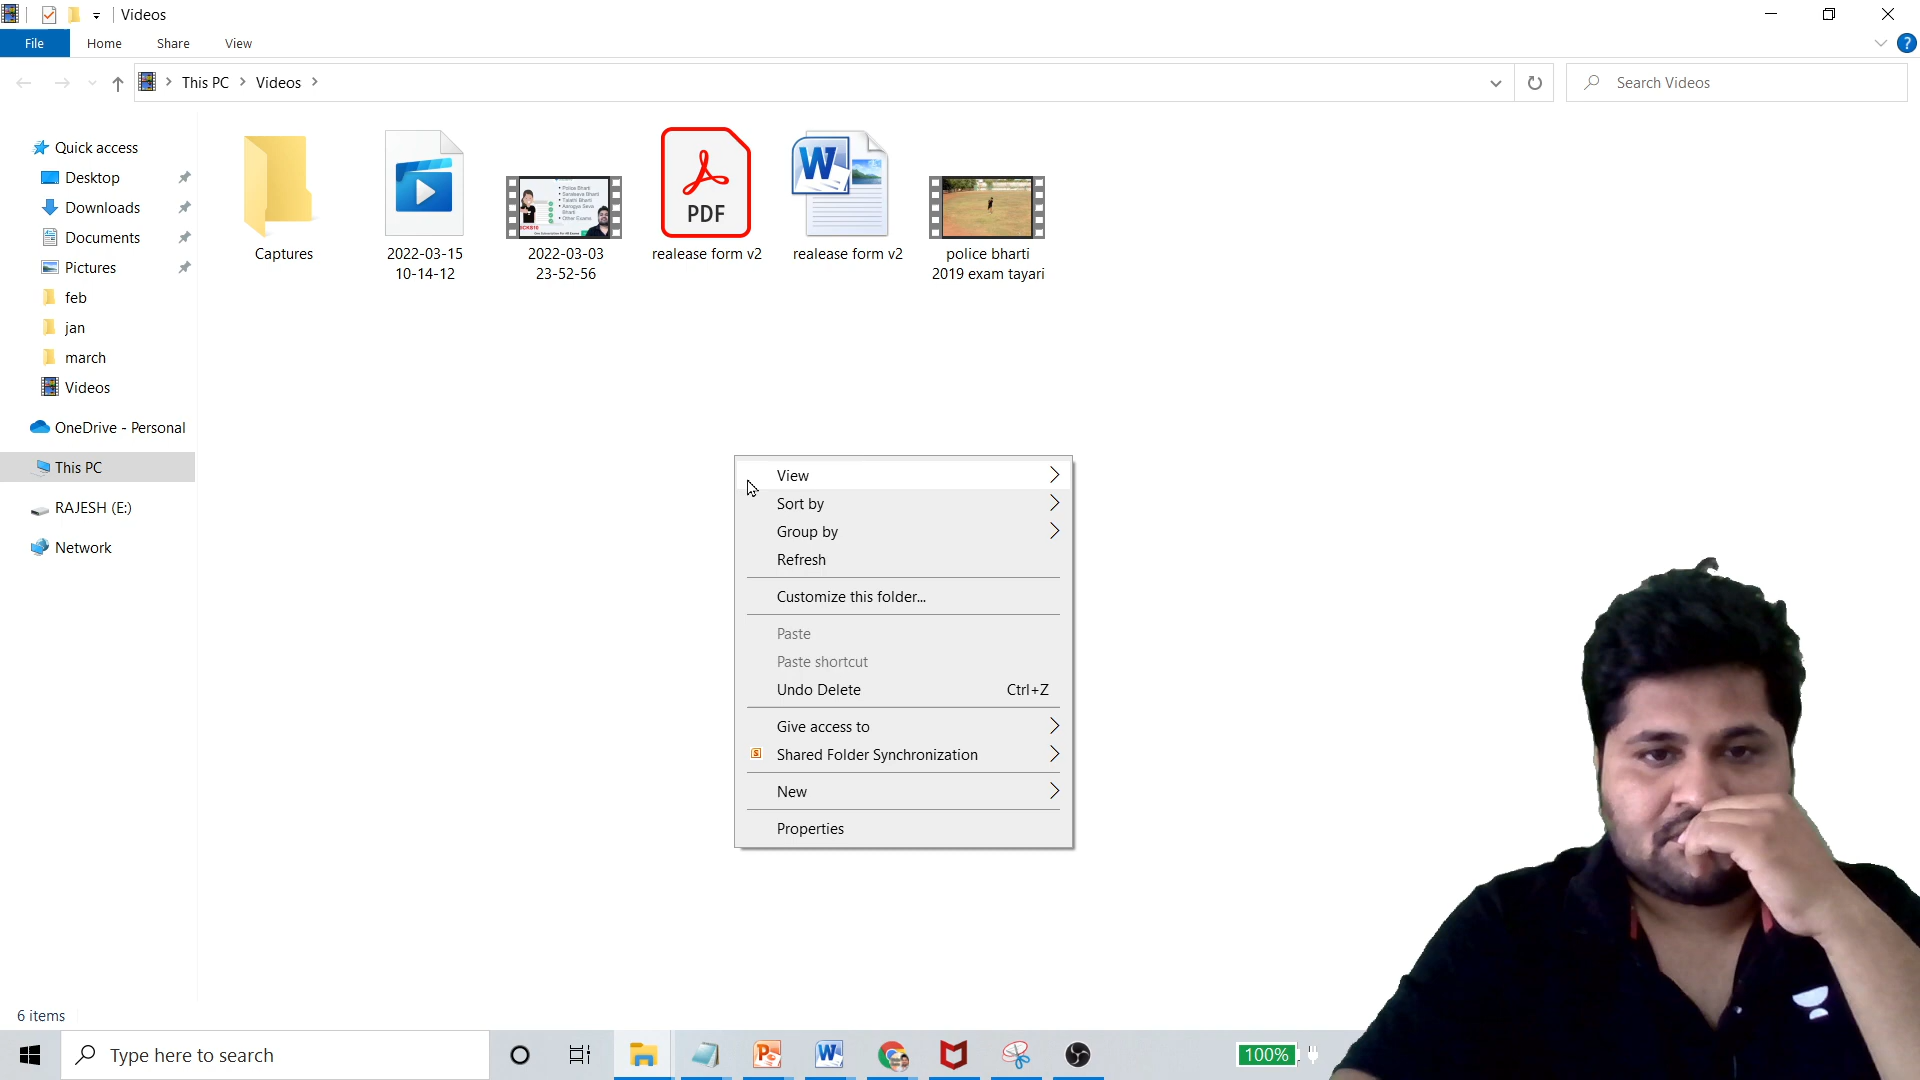 Videos
File Home Share View
This PC Videos
Search Videos
Quick access
Desktop
Downloads
Documents
Pictures
feb
jan
march
Videos
OneDrive - Personal
This PC
RAJESH (E:)
Network
Captures
2022-03-15
10-14-12
2022-03-03
23-52-56
PDF
realease form v2
W
realease form v2
police bharti
2019 exam tayari
View
Sort by
Group by
Refresh
Customize this folder...
Paste
Paste shortcut
Undo Delete Ctrl+Z
Give access to
S Shared Folder Synchronization
New
Properties
6 items
Type here to search
100%